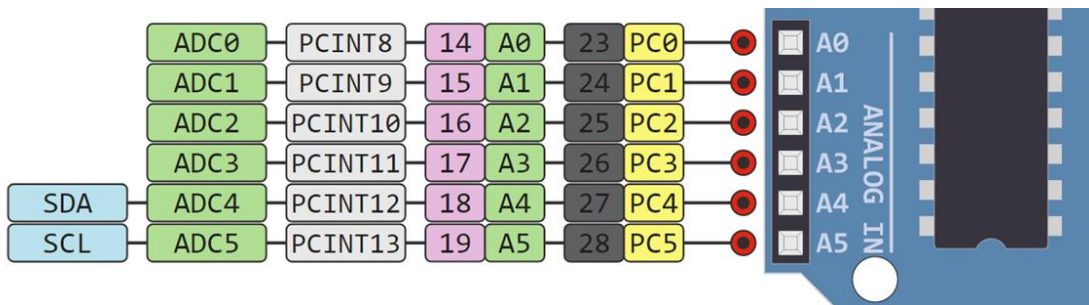 ADC0 PCINT8 14 A0 23 PC0 A0
ADC1 PCINT9 15 A1 24 PC1 A1
ADC2 PCINT10 16 A2 25 PC2 A2
ADC3 PCINT11 17 A3 26 PC3 A3
SDA ADC4 PCINT12 18 A4 27 PC4 A4
SCL ADC5 PCINT13 19 A5 28 PC5 A5
ANALOG IN